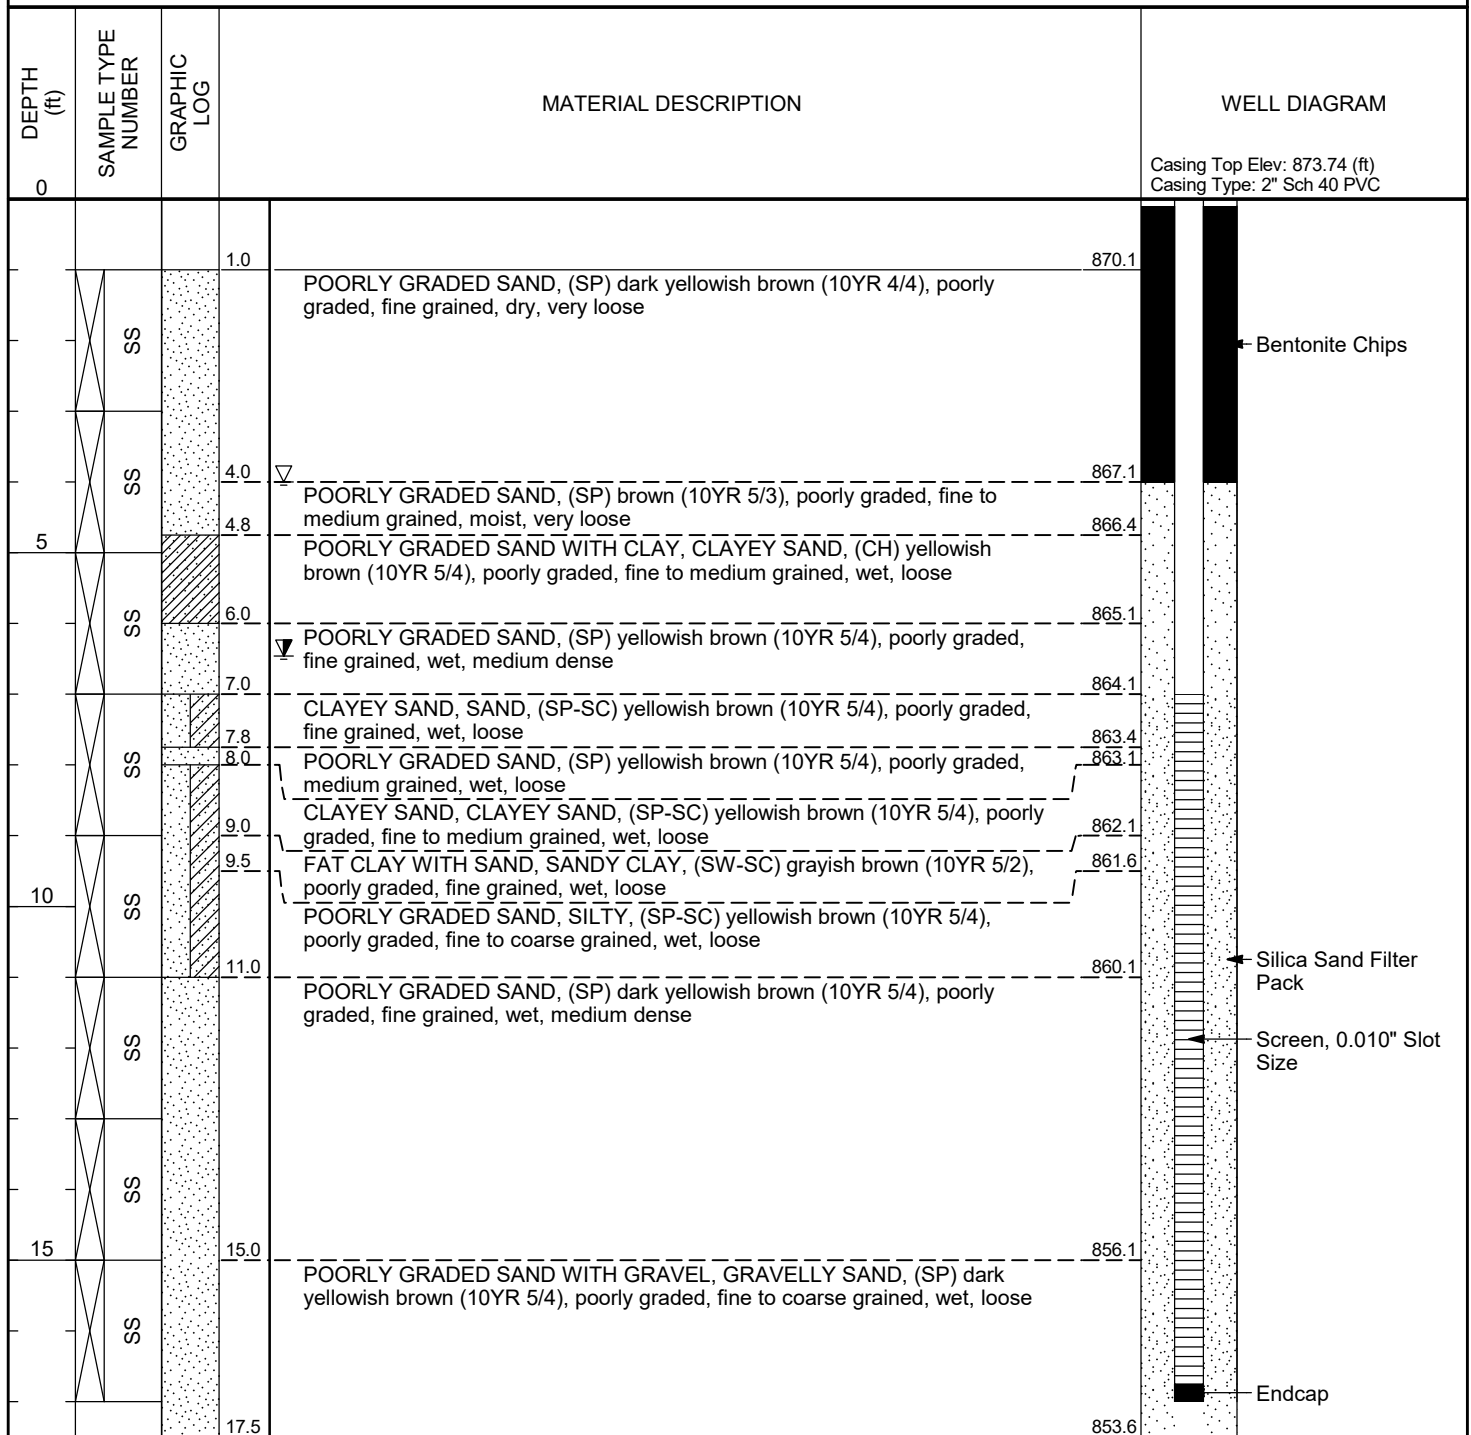 DEPTH
(ft)
SAMPLE TYPE
NUMBER
GRAPHIC
LOG
MATERIAL DESCRIPTION
WELL DIAGRAM
Casing Top Elev: 873.74 (ft)
Casing Type: 2" Sch 40 PVC
0
1.0
870.1
POORLY GRADED SAND, (SP) dark yellowish brown (10YR 4/4), poorly
graded, fine grained, dry, very loose
SS
Bentonite Chips
4.0
867.1
SS
POORLY GRADED SAND, (SP) brown (10YR 5/3), poorly graded, fine to
medium grained, moist, very loose
4.8
866.4
5
POORLY GRADED SAND WITH CLAY, CLAYEY SAND, (CH) yellowish
brown (10YR 5/4), poorly graded, fine to medium grained, wet, loose
6.0
865.1
SS
POORLY GRADED SAND, (SP) yellowish brown (10YR 5/4), poorly graded,
fine grained, wet, medium dense
7.0
864.1
CLAYEY SAND, SAND, (SP-SC) yellowish brown (10YR 5/4), poorly graded,
fine grained, wet, loose
7.8
863.4
8.0
863.1
SS
POORLY GRADED SAND, (SP) yellowish brown (10YR 5/4), poorly graded,
medium grained, wet, loose
CLAYEY SAND, CLAYEY SAND, (SP-SC) yellowish brown (10YR 5/4), poorly
graded, fine to medium grained, wet, loose
9.0
862.1
FAT CLAY WITH SAND, SANDY CLAY, (SW-SC) grayish brown (10YR 5/2),
poorly graded, fine grained, wet, loose
9.5
861.6
10
SS
POORLY GRADED SAND, SILTY, (SP-SC) yellowish brown (10YR 5/4),
poorly graded, fine to coarse grained, wet, loose
11.0
860.1
Silica Sand Filter
Pack
POORLY GRADED SAND, (SP) dark yellowish brown (10YR 5/4), poorly
graded, fine grained, wet, medium dense
SS
Screen, 0.010" Slot
Size
SS
15
15.0
856.1
POORLY GRADED SAND WITH GRAVEL, GRAVELLY SAND, (SP) dark
yellowish brown (10YR 5/4), poorly graded, fine to coarse grained, wet, loose
SS
Endcap
17.5
853.6